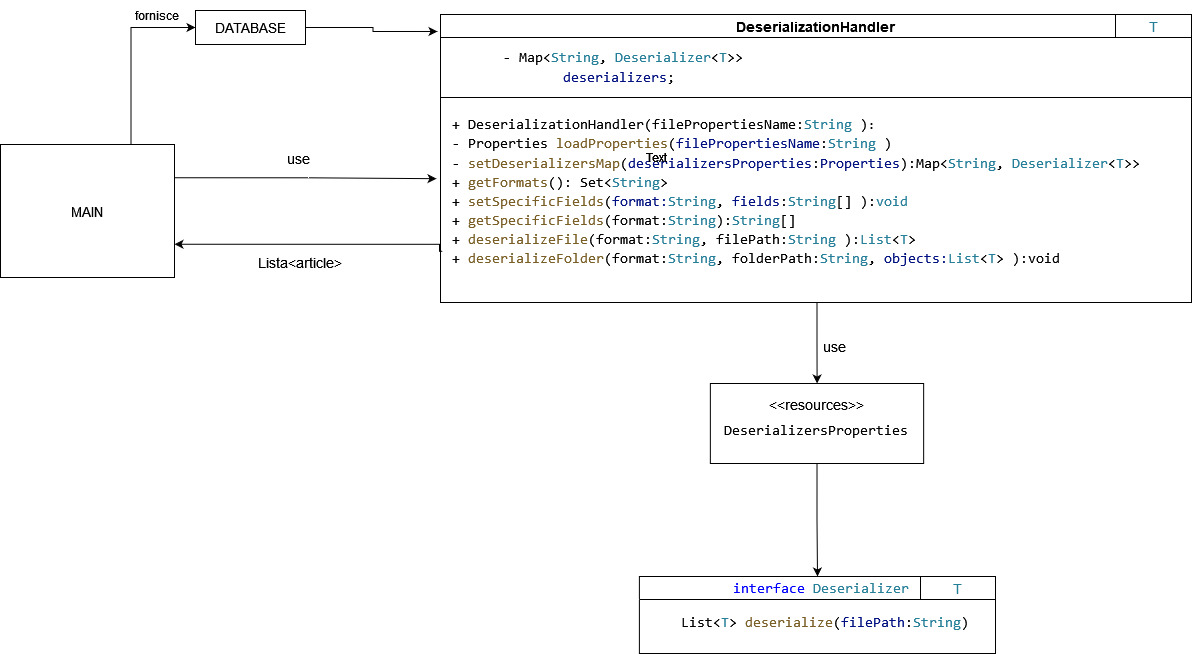 fornisce
DATABASE
DeserializationHandler
T
- Map<String, Deserializer<T>>
deserializers;
+ DeserializationHandler(filePropertiesName:String ):
- Properties loadProperties(filePropertiesName:String )
Text
- setDeserializersMap(deserializersProperties:Properties):Map<String, Deserializer<T>>
+ getFormats(): Set<String>
+ setSpecificFields(format:String, fields:String[] ):void
+ getSpecificFields(format:String):String[]
+ deserializeFile(format:String, filePath:String ):List<T>
+ deserializeFolder(format:String, folderPath:String, objects:List<T> ):void
use
MAIN
Lista<article>
use
<<resources>>
DeserializersProperties
interface Deserializer
T
List<T> deserialize(filePath:String)